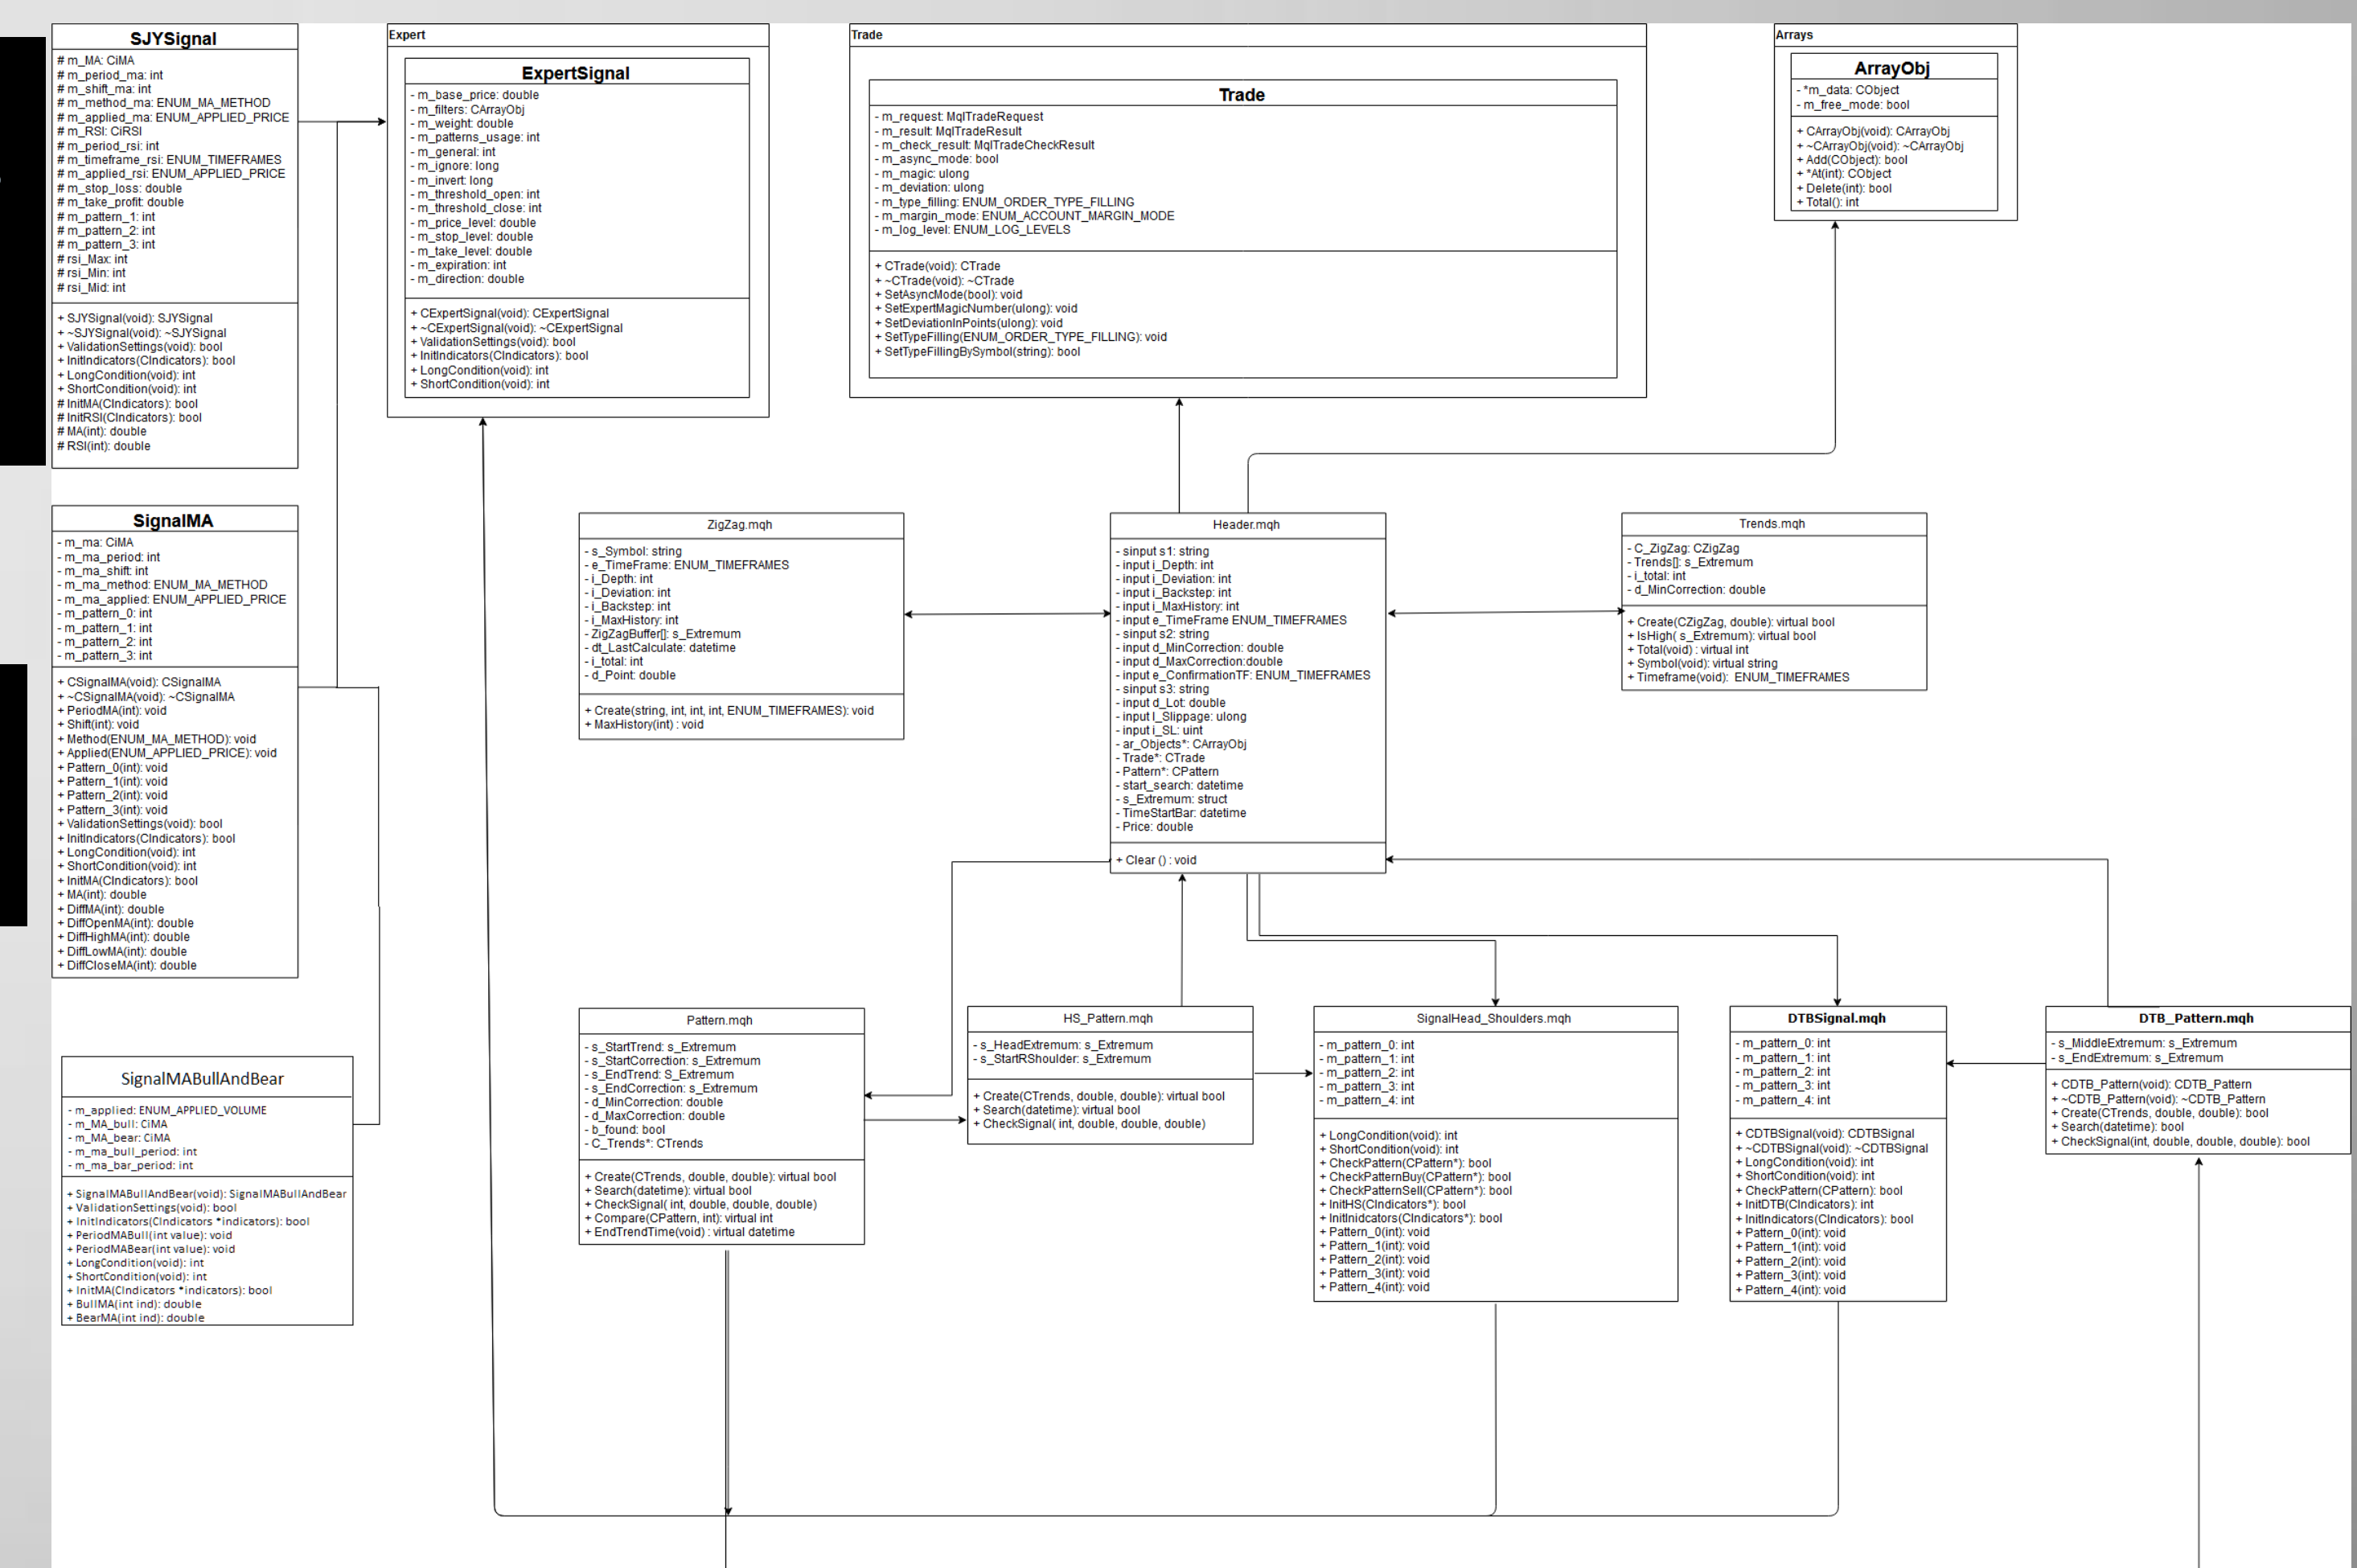 SJYSignal
# m_MA: CiMA
# m_period_ma: int
# m_shift_ma: int
# m_method_ma: ENUM_MA_METHOD
# m_applied_ma: ENUM_APPLIED_PRICE
# m_RSI: CiRSI
# m_period_rsi: int
# m_timeframe_rsi: ENUM_TIMEFRAMES
# m_applied_rsi: ENUM_APPLIED_PRICE
# m_stop_loss: double
# m_take_profit: double
# m_pattern_1: int
# m_pattern_2: int
# m_pattern_3: int
# rsi_Max: int
# rsi_Min: int
# rsi_Mid: int
+ SJYSignal(void): SJYSignal
+ ~SJYSignal(void): ~SJYSignal
+ ValidationSettings(void): bool
+ InitIndicators(CIndicators): bool
+ LongCondition(void): int
+ ShortCondition(void): int
# InitMA(CIndicators): bool
# InitRSI(CIndicators): bool
# MA(int): double
# RSI(int): double
Expert
ExpertSignal
- m_base_price: double
- m_filters: CArrayObj
- m_weight: double
- m_patterns_usage: int
- m_general: int
- m_ignore: long
- m_invert: long
- m_threshold_open: int
- m_threshold_close: int
- m_price_level: double
- m_stop_level: double
- m_take_level: double
- m_expiration: int
- m_direction: double
+ CExpertSignal(void): CExpertSignal
+ ~CExpertSignal(void): ~CExpertSignal
+ ValidationSettings(void): bool
+ InitIndicators(CIndicators): bool
+ LongCondition(void): int
+ ShortCondition(void): int
Trade
Trade
- m_request: MqlTradeRequest
- m_result: MqlTradeResult
- m_check_result: MqlTradeCheckResult
- m_async_mode: bool
- m_magic: ulong
- m_deviation: ulong
- m_type_filling: ENUM_ORDER_TYPE_FILLING
- m_margin_mode: ENUM_ACCOUNT_MARGIN_MODE
- m_log_level: ENUM_LOG_LEVELS
+ CTrade(void): CTrade
+ ~CTrade(void): ~CTrade
+ SetAsyncMode(bool): void
+ SetExpertMagicNumber(ulong): void
+ SetDeviationInPoints(ulong): void
+ SetTypeFilling(ENUM_ORDER_TYPE_FILLING): void
+ SetTypeFillingBySymbol(string): bool
Arrays
ArrayObj
- *m_data: CObject
- m_free_mode: bool
+ CArrayObj(void): CArrayObj
+ ~CArrayObj(void): ~CArrayObj
+ Add(CObject): bool
+ *At(int): CObject
+ Delete(int): bool
+ Total(): int
SignalMA
- m_ma: CiMA
- m_ma_period: int
- m_ma_shift: int
- m_ma_method: ENUM_MA_METHOD
- m_ma_applied: ENUM_APPLIED_PRICE
- m_pattern_0: int
- m_pattern_1: int
- m_pattern_2: int
- m_pattern_3: int
+ CSignalMA(void): CSignalMA
+ ~CSignalMA(void): ~CSignalMA
+ PeriodMA(int): void
+ Shift(int): void
+ Method(ENUM_MA_METHOD): void
+ Applied(ENUM_APPLIED_PRICE): void
+ Pattern_0(int): void
+ Pattern_1(int): void
+ Pattern_2(int): void
+ Pattern_3(int): void
+ ValidationSettings(void): bool
+ InitIndicators(CIndicators): bool
+ LongCondition(void): int
+ ShortCondition(void): int
+ InitMA(CIndicators): bool
+ MA(int): double
+ DiffMA(int): double
+ DiffOpenMA(int): double
+ DiffHighMA(int): double
+ DiffLowMA(int): double
+ DiffCloseMA(int): double
ZigZag.mqh
- s_Symbol: string
- e_TimeFrame: ENUM_TIMEFRAMES
- i_Depth: int
- i_Deviation: int
- i_Backstep: int
- i_MaxHistory: int
- ZigZagBuffer[]: s_Extremum
- dt_LastCalculate: datetime
- i_total: int
- d_Point: double
+ Create(string, int, int, int, ENUM_TIMEFRAMES): void
+ MaxHistory(int) : void
Header.mqh
- sinput s1: string
- input i_Depth: int
- input i_Deviation: int
- input i_Backstep: int
- input i_MaxHistory: int
- input e_TimeFrame ENUM_TIMEFRAMES
- sinput s2: string
- input d_MinCorrection: double
- input d_MaxCorrection:double
- input e_ConfirmationTF: ENUM_TIMEFRAMES
- sinput s3: string
- input d_Lot: double
- input l_Slippage: ulong
- input i_SL: uint
- ar_Objects*: CArrayObj
- Trade*: CTrade
- Pattern*: CPattern
- start_search: datetime
- s_Extremum: struct
- TimeStartBar: datetime
- Price: double
+ Clear () : void
Trends.mqh
- C_ZigZag: CZigZag
- Trends[]: s_Extremum
- i_total: int
- d_MinCorrection: double
+ Create(CZigZag, double): virtual bool
+ IsHigh( s_Extremum): virtual bool
+ Total(void) : virtual int
+ Symbol(void): virtual string
+ Timeframe(void): ENUM_TIMEFRAMES
SignalMABullAndBear
- m_applied: ENUM_APPLIED_VOLUME
- m_MA_bull: CiMA
- m_MA_bear: CiMA
- m_ma_bull_period: int
- m_ma_bar_period: int
+ SignalMABullAndBear(void): SignalMABullAndBear
+ ValidationSettings(void): bool
+ InitIndicators(CIndicators *indicators): bool
+ PeriodMABull(int value): void
+ PeriodMABear(int value): void
+ LongCondition(void): int
+ ShortCondition(void): int
+ InitMA(CIndicators *indicators): bool
+ BullMA(int ind): double
+ BearMA(int ind): double
Pattern.mqh
- s_StartTrend: s_Extremum
- s_StartCorrection: s_Extremum
- s_EndTrend: S_Extremum
- s_EndCorrection: s_Extremum
- d_MinCorrection: double
- d_MaxCorrection: double
- b_found: bool
- C_Trends*: CTrends
+ Create(CTrends, double, double): virtual bool
+ Search(datetime): virtual bool
+ CheckSignal( int, double, double, double)
+ Compare(CPattern, int): virtual int
+ EndTrendTime(void) : virtual datetime
HS_Pattern.mqh
- s_HeadExtremum: s_Extremum
- s_StartRShoulder: s_Extremum
+ Create(CTrends, double, double): virtual bool
+ Search(datetime): virtual bool
+ CheckSignal( int, double, double, double)
SignalHead_Shoulders.mqh
- m_pattern_0: int
- m_pattern_1: int
- m_pattern_2: int
- m_pattern_3: int
- m_pattern_4: int
+ LongCondition(void): int
+ ShortCondition(void): int
+ CheckPattern(CPattern*): bool
+ CheckPatternBuy(CPattern*): bool
+ CheckPatternSell(CPattern*): bool
+ InitHS(CIndicators*): bool
+ InitInidcators(CIndicators*): bool
+ Pattern_0(int): void
+ Pattern_1(int): void
+ Pattern_2(int): void
+ Pattern_3(int): void
+ Pattern_4(int): void
DTBSignal.mqh
- m_pattern_0: int
- m_pattern_1: int
- m_pattern_2: int
- m_pattern_3: int
- m_pattern_4: int
+ CDTBSignal(void): CDTBSignal
+ ~CDTBSignal(void): ~CDTBSignal
+ LongCondition(void): int
+ ShortCondition(void): int
+ CheckPattern(CPattern): bool
+ InitDTB(CIndicators): int
+ InitIndicators(CIndicators): bool
+ Pattern_0(int): void
+ Pattern_1(int): void
+ Pattern_2(int): void
+ Pattern_3(int): void
+ Pattern_4(int): void
DTB_Pattern.mqh
- s_MiddleExtremum: s_Extremum
- s_EndExtremum: s_Extremum
+ CDTB_Pattern(void): CDTB_Pattern
+ ~CDTB_Pattern(void): ~CDTB_Pattern
+ Create(CTrends, double, double): bool
+ Search(datetime): bool
+ CheckSignal(int, double, double, double): bool